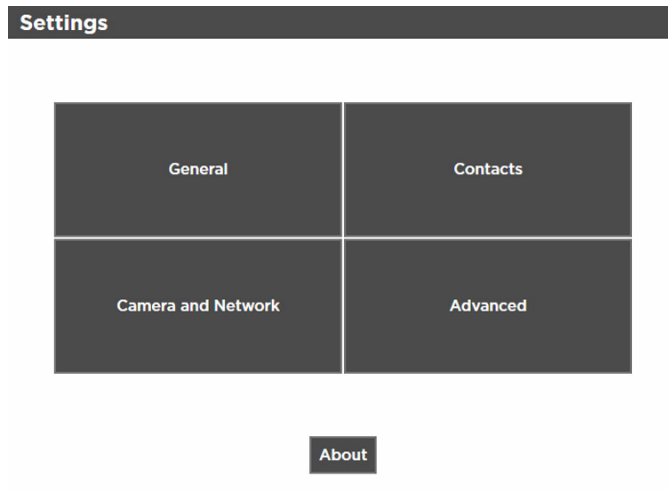 Settings
General
Contacts
Camera and Network
Advanced
About